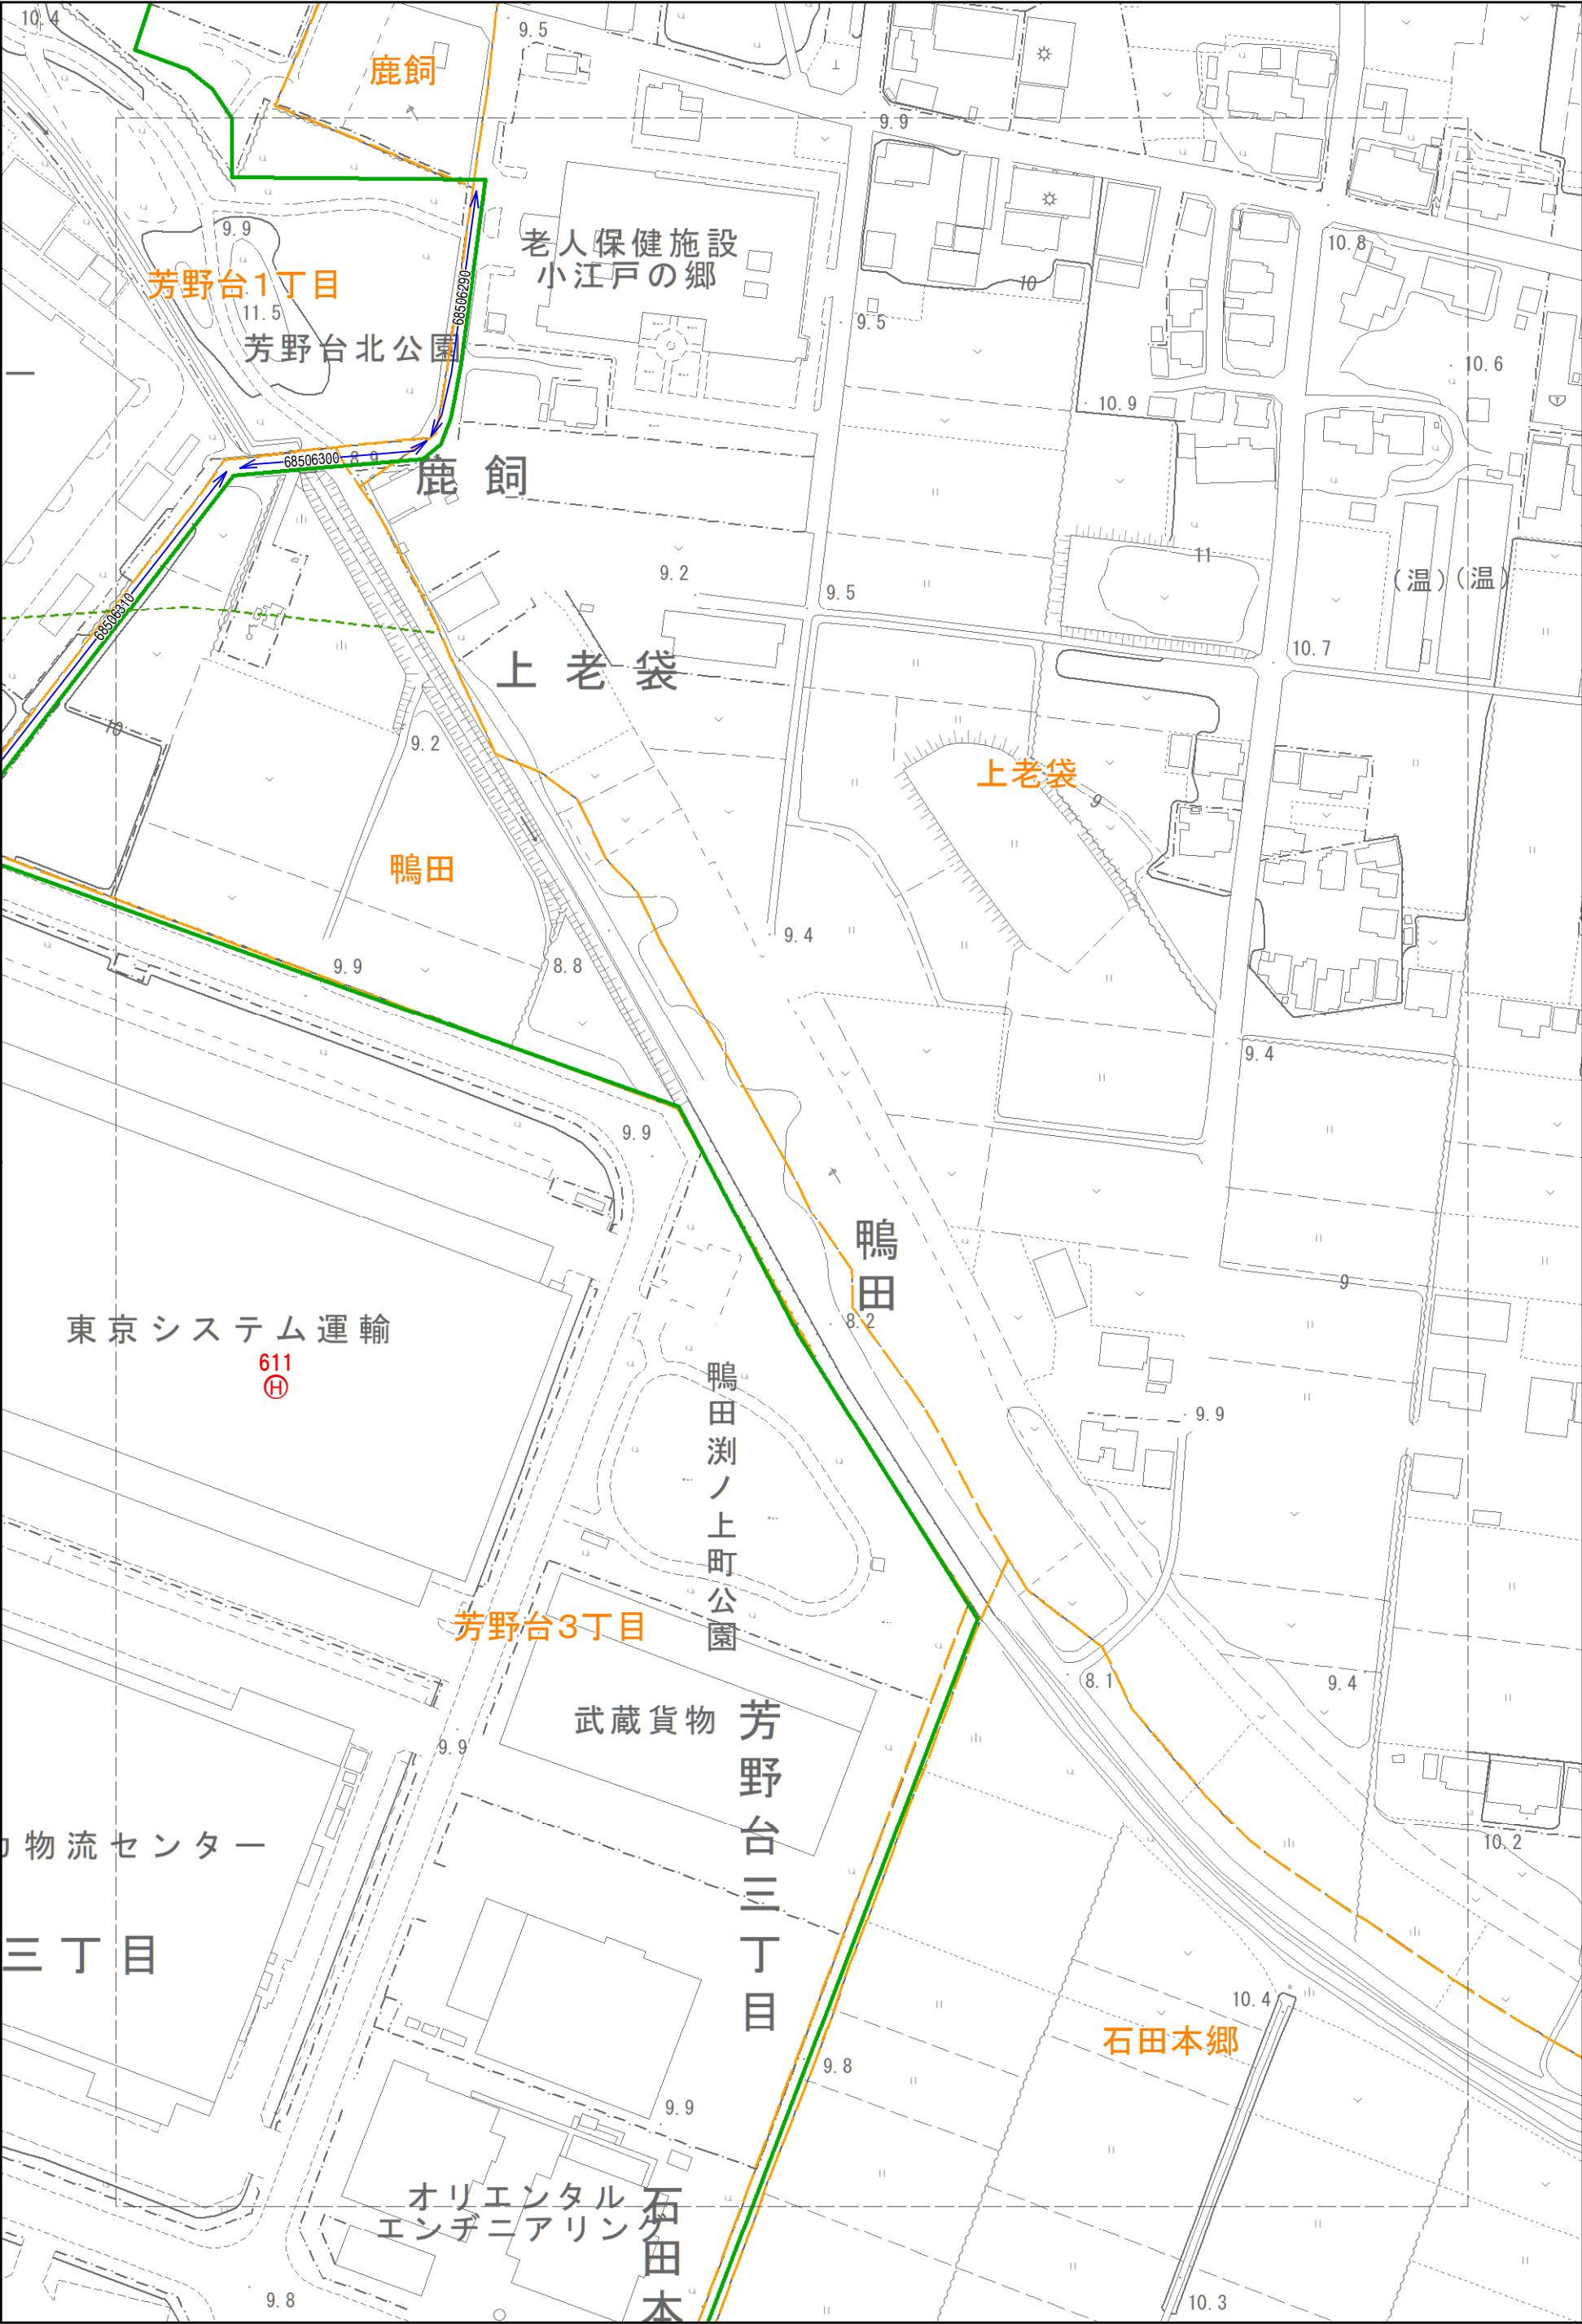 10.4
9.5
鹿飼
9.9
9.9
老人保健施設
小江戸の郷
10.8
芳野台1丁目
68506290
10
11.5
9.5
芳野台北公園
10.6
10.9
68506300
8.9
鹿飼
11
9.2
9.5
(温)
(温)
68506310
10.7
上老袋
10
9.2
上老袋
9
鴨田
9.4
9.9
8.8
9.4
9.9
鴨田
9
8.2
東京システム運輸
611
H
鴨田渕ノ上町公園
9.9
芳野台3丁目
8.1
9.4
武蔵貨物
芳野台三丁目
9.9
物流センター
10.2
三丁目
10.4
石田本郷
9.8
9.9
オリエンタル
エンヂニアリング
石田本
9.8
10.3